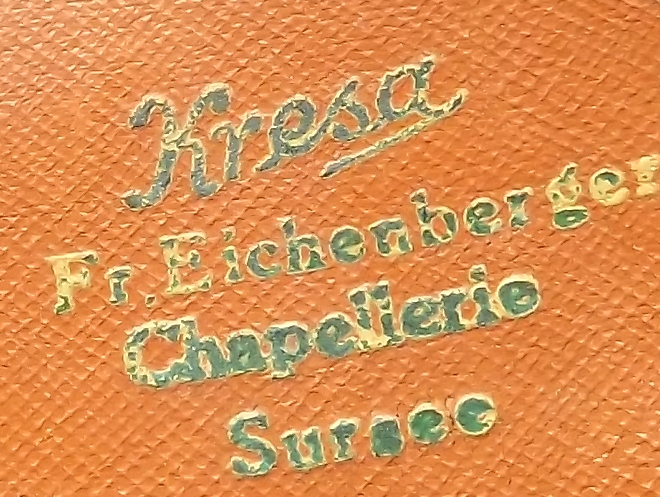 Kresa
Fr. Eichenberger
Chapellerie
Sursee